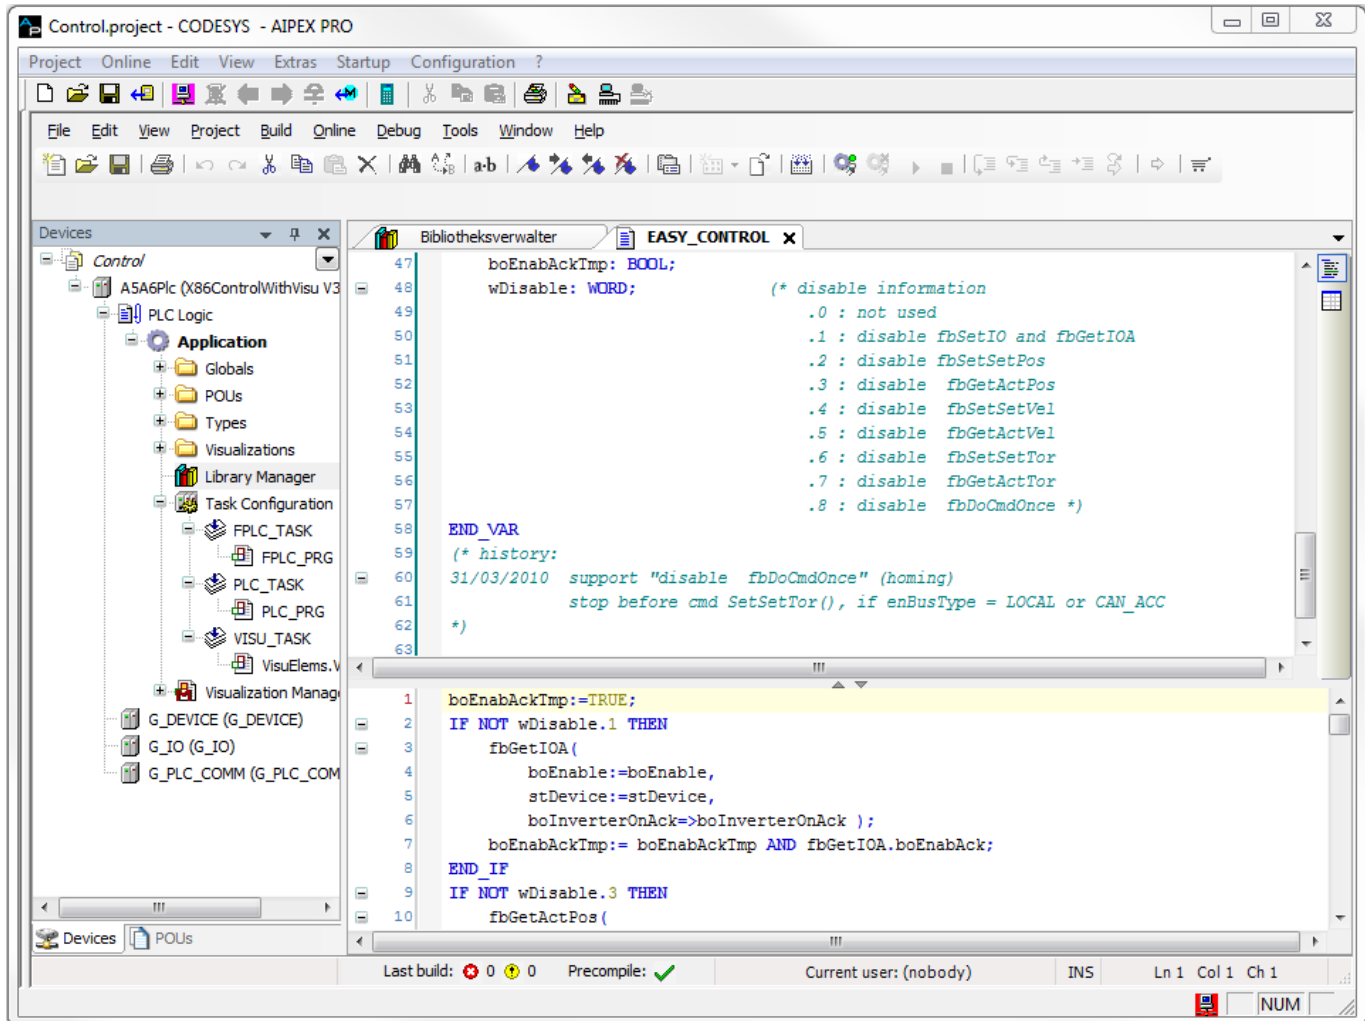 Control.project - CODESYS - AIPEX PRO
Project Online Edit View Extras Startup Configuration ?
File Edit View Project Build Online Debug Tools Window Help
Devices
Control
A5A6Plc (X86ControlWithVisu V3
PLC Logic
Application
Globals
POUs
Types
Visualizations
Library Manager
Task Configuration
FPLC_TASK
FPLC_PRG
PLC_TASK
PLC_PRG
VISU_TASK
VisuElems.V
Visualization Manag
G_DEVICE (G_DEVICE)
G_IO (G_IO)
G_PLC_COMM (G_PLC_COM
Devices POUs
Bibliotheksverwalter EASY_CONTROL
47 boEnabAckTmp: BOOL;
48 wDisable: WORD; (* disable information
49 .0 : not used
50 .1 : disable fbSetIO and fbGetIOA
51 .2 : disable fbSetSetPos
52 .3 : disable fbGetActPos
53 .4 : disable fbSetSetVel
54 .5 : disable fbGetActVel
55 .6 : disable fbSetSetTor
56 .7 : disable fbGetActTor
57 .8 : disable fbDoCmdOnce *)
58 END_VAR
59 (* history:
60 31/03/2010 support "disable fbDoCmdOnce" (homing)
61 stop before cmd SetSetTor(), if enBusType = LOCAL or CAN_ACC
62 *)
63
1 boEnabAckTmp:=TRUE;
2 IF NOT wDisable.1 THEN
3 fbGetIOA(
4 boEnable:=boEnable,
5 stDevice:=stDevice,
6 boInverterOnAck=>boInverterOnAck );
7 boEnabAckTmp:= boEnabAckTmp AND fbGetIOA.boEnabAck;
8 END_IF
9 IF NOT wDisable.3 THEN
10 fbGetActPos(
Last build: 0 0 Precompile: Current user: (nobody) INS Ln 1 Col 1 Ch 1
NUM